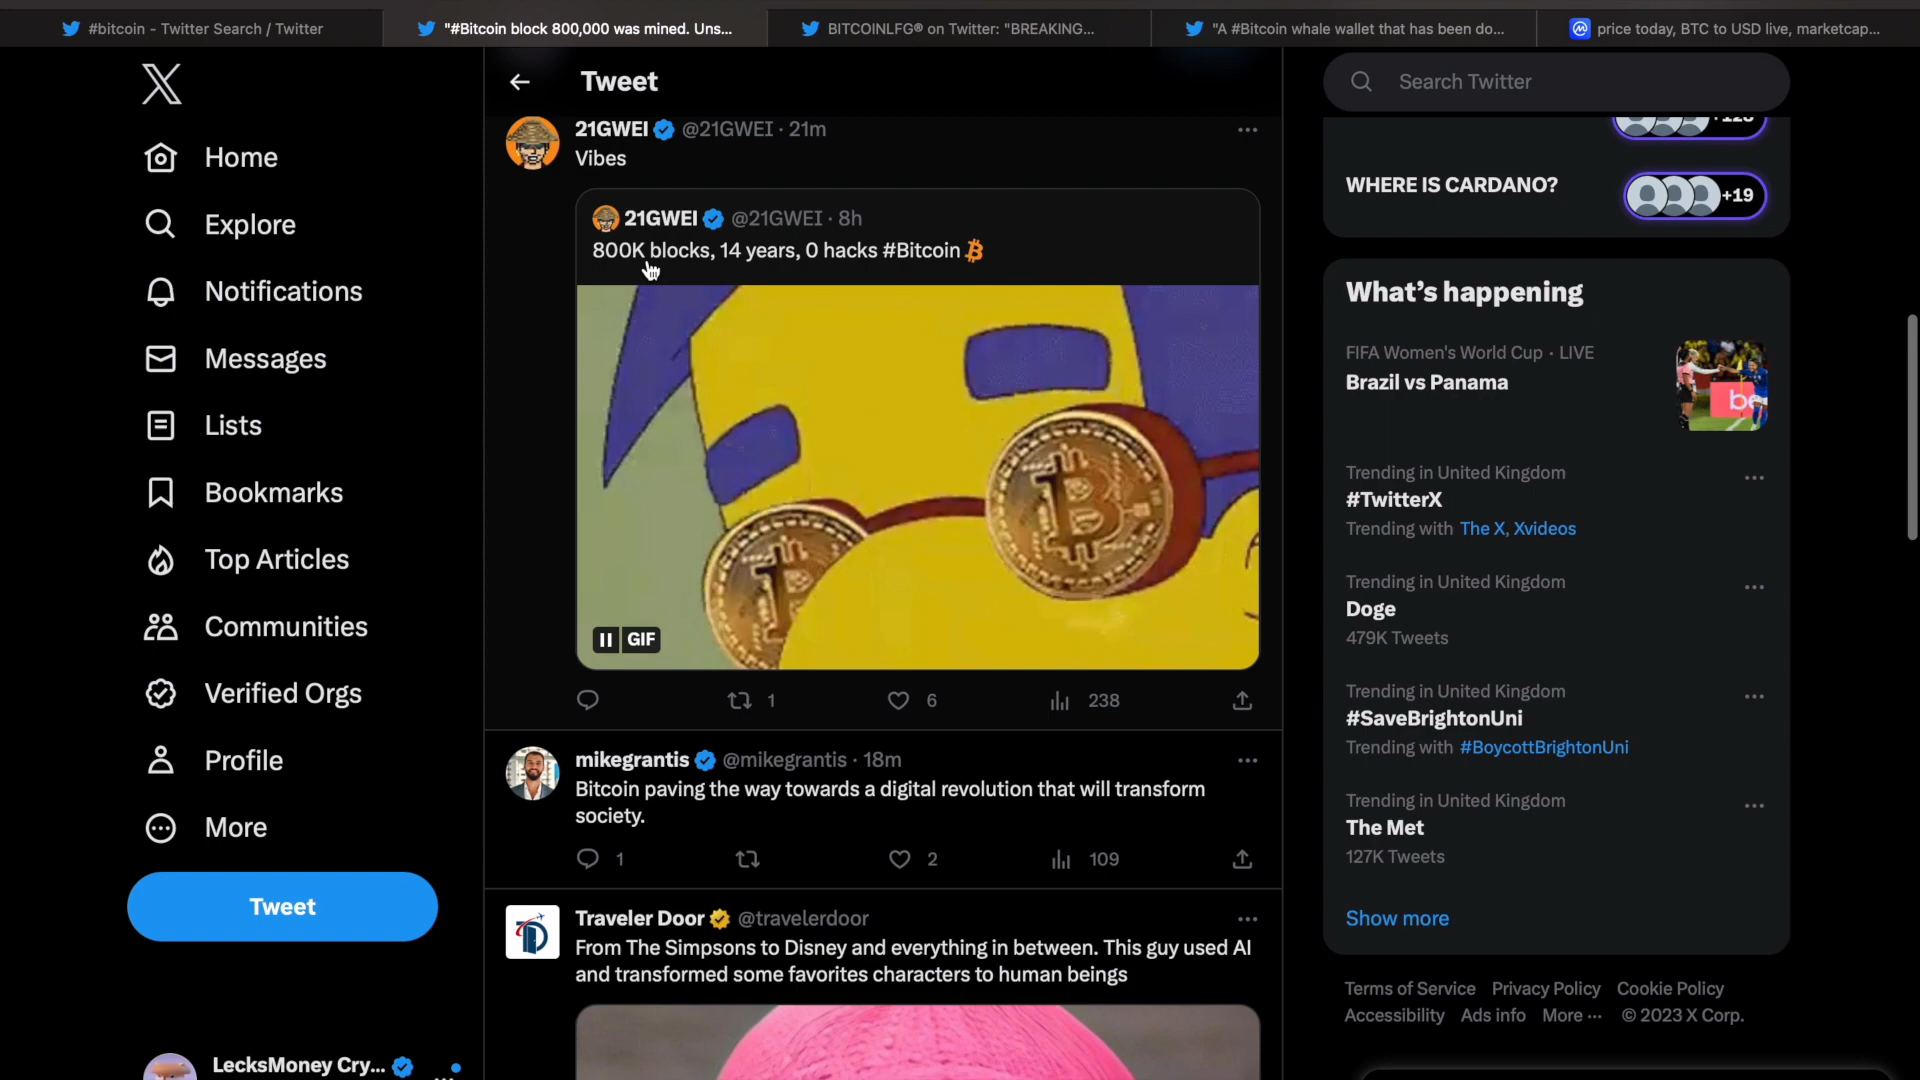 #bitcoin - Twitter Search / Twitter
"#Bitcoin block 800,000 was mined. Uns...
BITCOINLFG® on Twitter: "BREAKING...
"A #Bitcoin whale wallet that has been do...
price today, BTC to USD live, marketcap...
Home
Explore
Notifications
Messages
Lists
Bookmarks
Top Articles
Communities
Verified Orgs
Profile
More
Tweet
LecksMoney Cry...
Tweet
21GWEI @21GWEI · 21m
Vibes
21GWEI @21GWEI · 8h
800K blocks, 14 years, 0 hacks #Bitcoin
GIF
1 6 238
mikegrantis @mikegrantis · 18m
Bitcoin paving the way towards a digital revolution that will transform
society.
1 2 109
Traveler Door @travelerdoor
From The Simpsons to Disney and everything in between. This guy used AI
and transformed some favorites characters to human beings
Search Twitter
WHERE IS CARDANO? +19
What's happening
FIFA Women's World Cup · LIVE
Brazil vs Panama
Trending in United Kingdom
#TwitterX
Trending with The X, Xvideos
Trending in United Kingdom
Doge
479K Tweets
Trending in United Kingdom
#SaveBrightonUni
Trending with #BoycottBrightonUni
Trending in United Kingdom
The Met
127K Tweets
Show more
Terms of Service Privacy Policy Cookie Policy
Accessibility Ads info More ··· © 2023 X Corp.